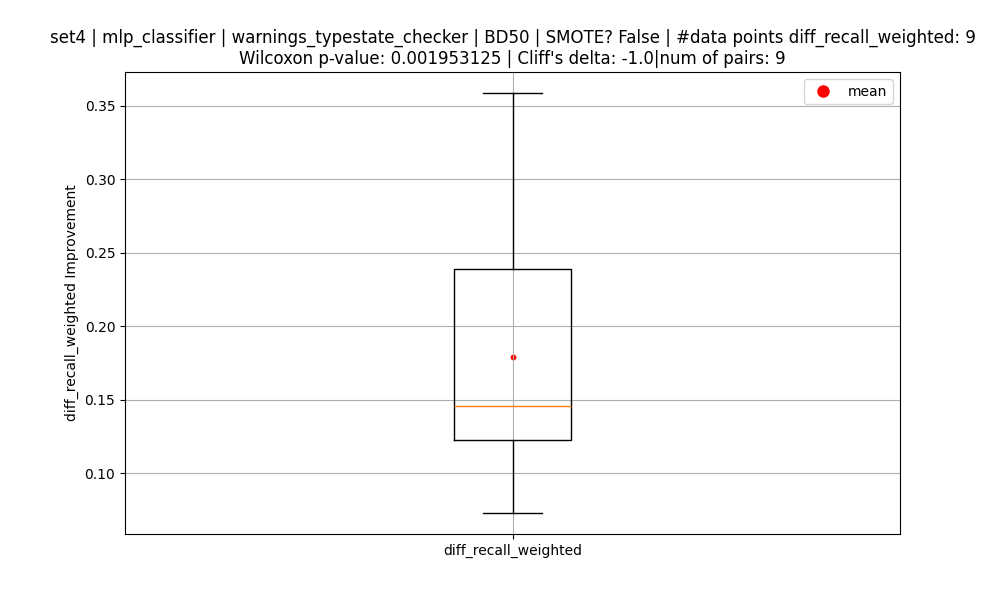 set4 | mlp_classifier | warnings_typestate_checker | BD50 | SMOTE? False | #data points diff_recall_weighted: 9
Wilcoxon p-value: 0.001953125 | Cliff's delta: -1.0|num of pairs: 9
mean
0.35
0.30
0.25
0.20
0.15
0.10
diff_recall_weighted Improvement
diff_recall_weighted